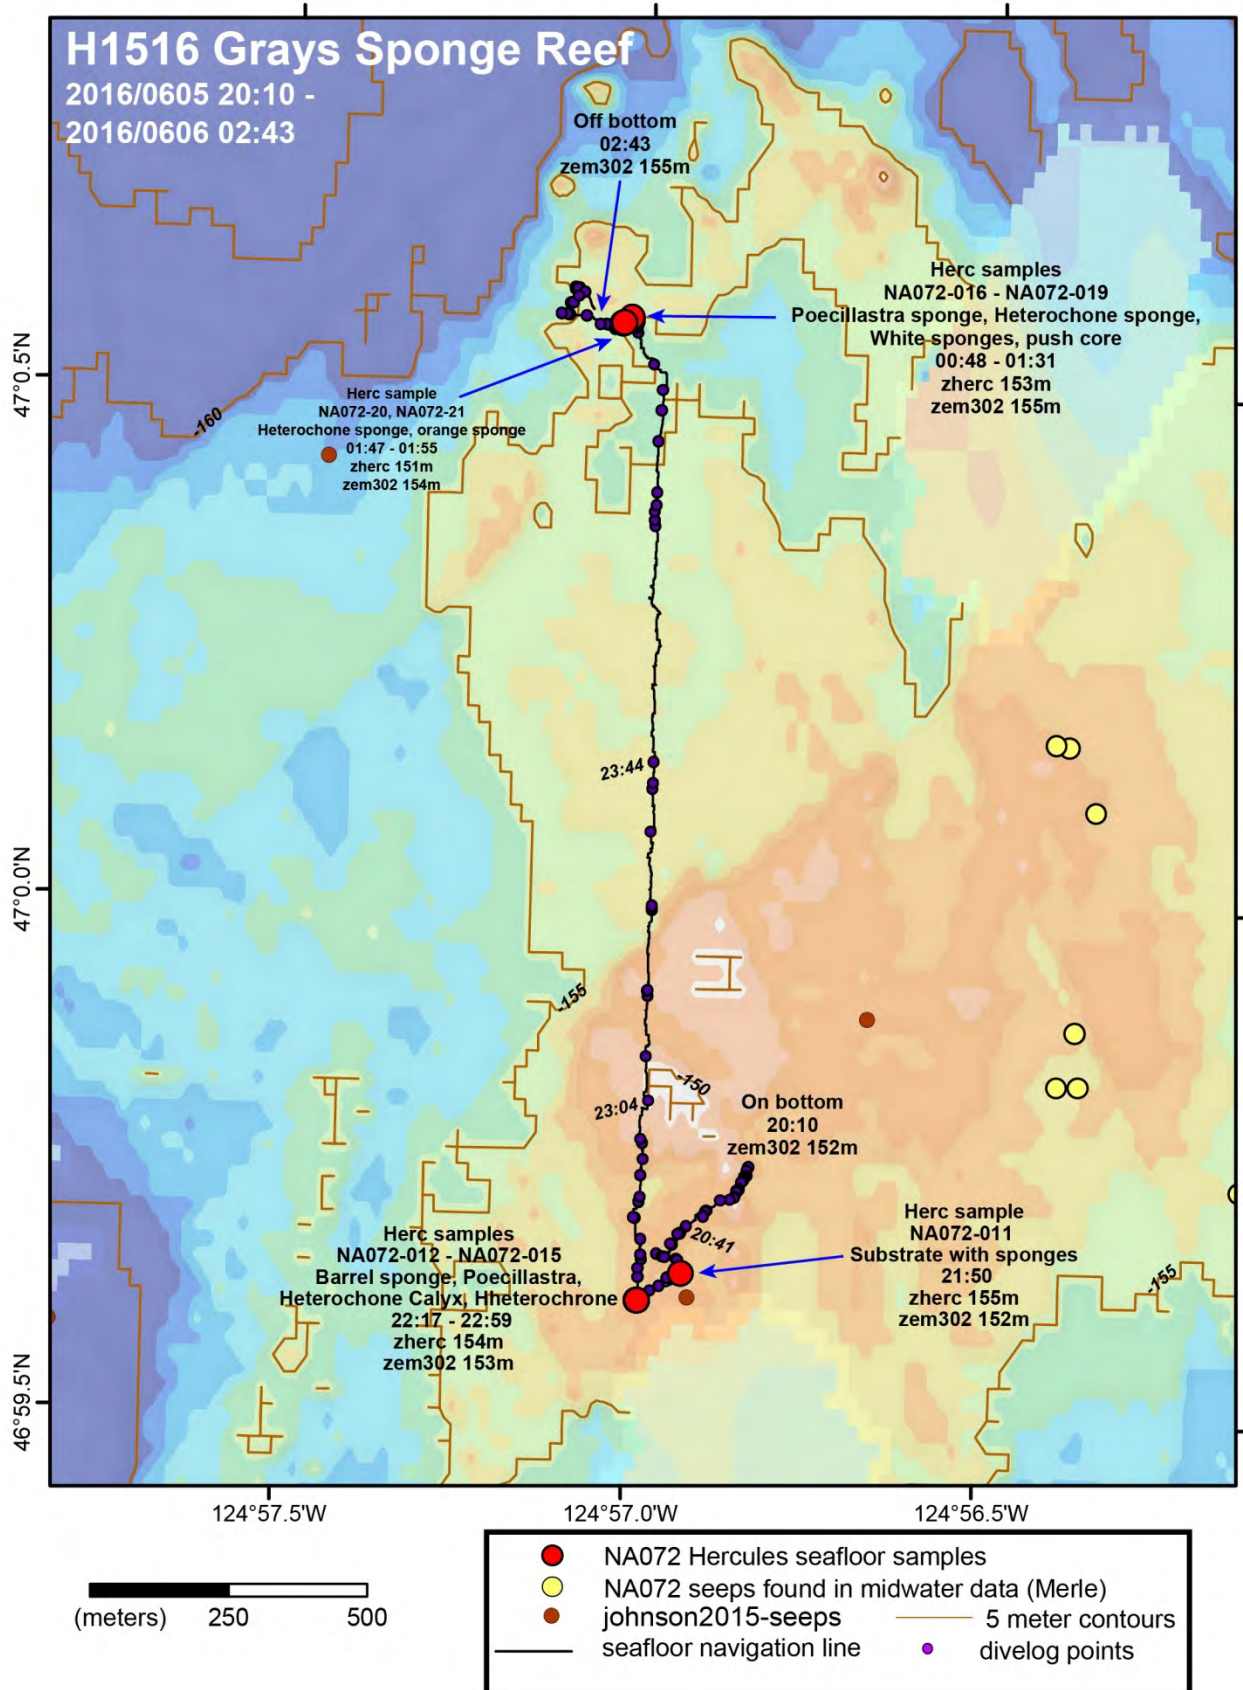 H1516 Grays Sponge Reef
2016/0605 20:10 -
2016/0606 02:43
Off bottom
02:43
zem302 155m
Herc samples
NA072-016 - NA072-019
Poecillastra sponge, Heterochone sponge,
White sponges, push core
00:48 - 01:31
zherc 153m
zem302 155m
47°0.5'N
Herc sample
NA072-20, NA072-21
Heterochone sponge, orange sponge
01:47 - 01:55
zherc 151m
zem302 154m
-160
23:44
47°0.0'N
-155
-150
23:04
On bottom
20:10
zem302 152m
20:41
Herc sample
NA072-011
Substrate with sponges
21:50
zherc 155m
zem302 152m
-155
Herc samples
NA072-012 - NA072-015
Barrel sponge, Poecillastra,
Heterochone Calyx, Hheterochrone
22:17 - 22:59
zherc 154m
zem302 153m
46°59.5'N
124°57.5'W
124°57.0'W
124°56.5'W
(meters) 250 500
NA072 Hercules seafloor samples
NA072 seeps found in midwater data (Merle)
johnson2015-seeps
5 meter contours
seafloor navigation line
divelog points